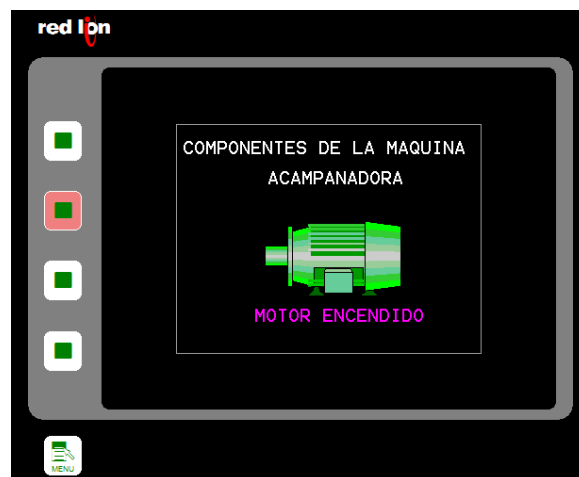 red lion
COMPONENTES DE LA MAQUINA
ACAMPANADORA
MOTOR ENCENDIDO
MENU